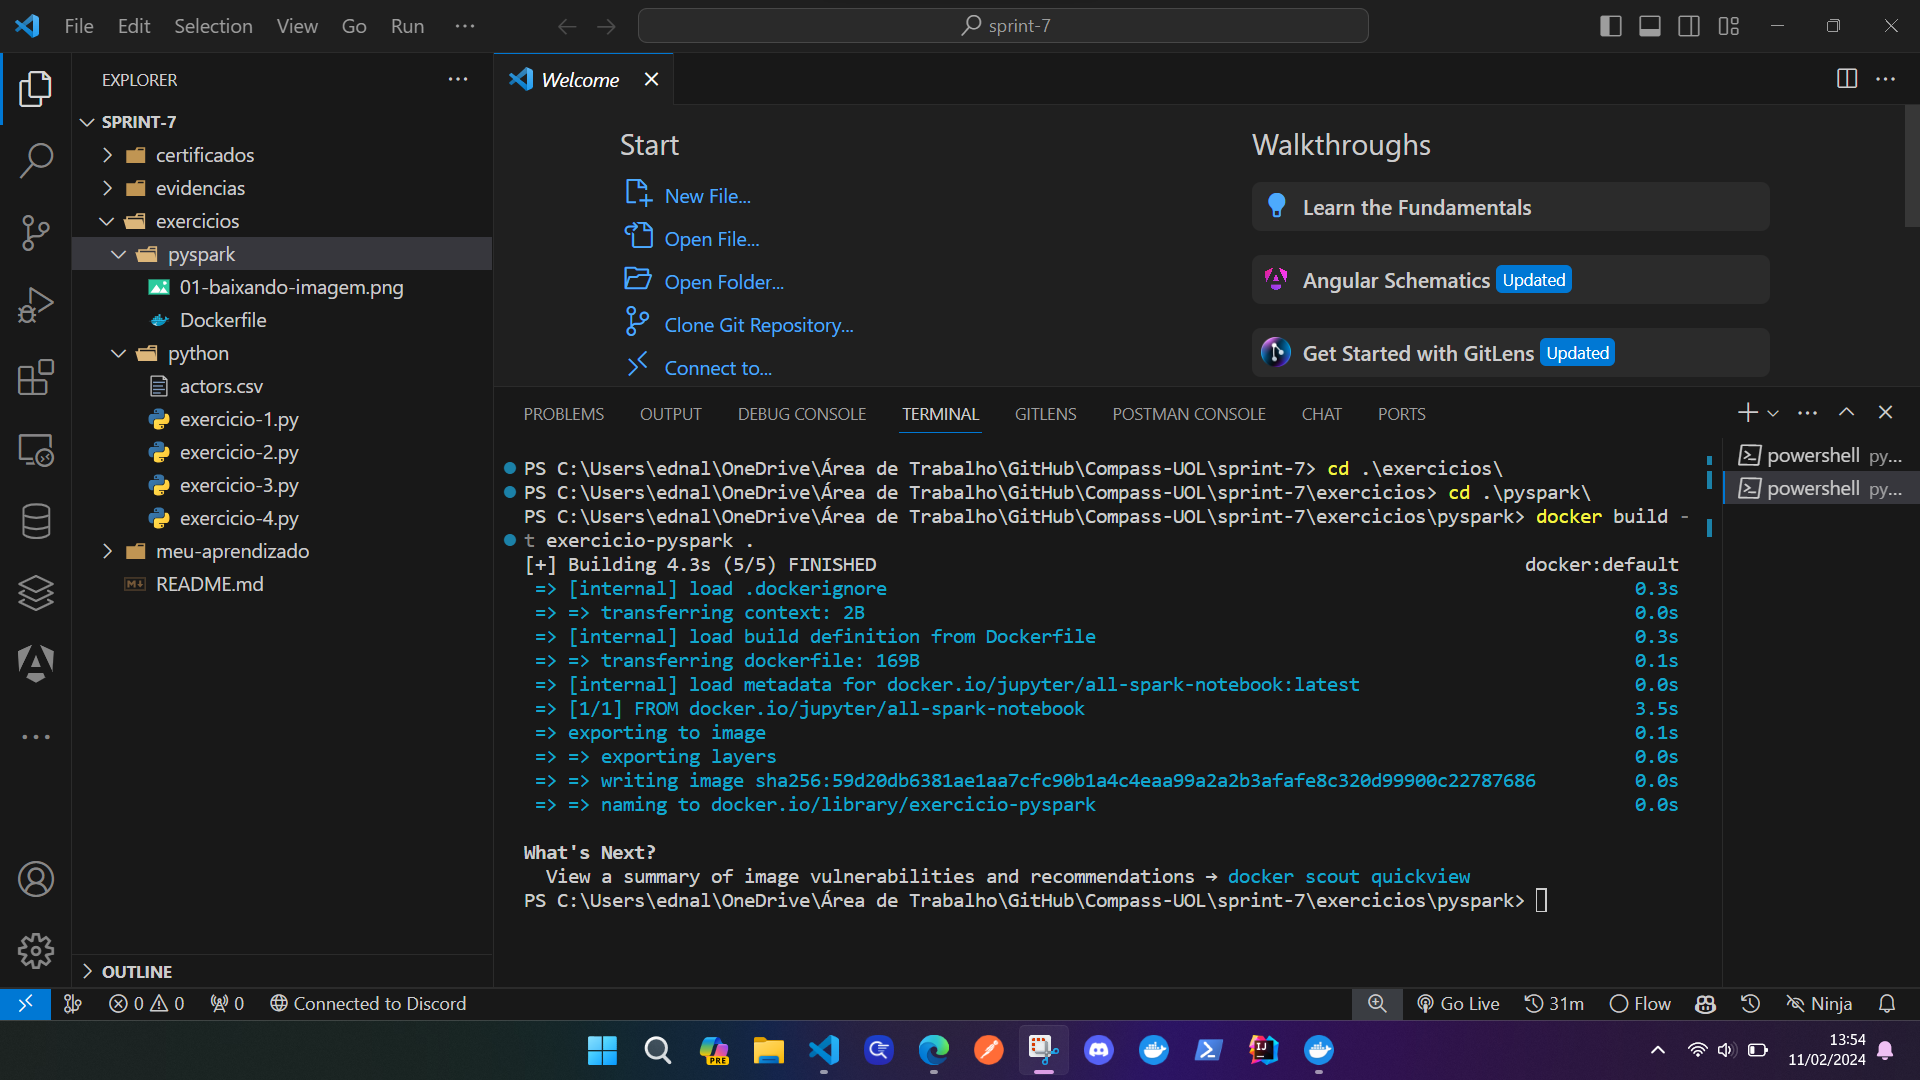 File Edit Selection View Go Run ···
sprint-7
EXPLORER
SPRINT-7
certificados
evidencias
exercicios
pyspark
01-baixando-imagem.png
Dockerfile
python
actors.csv
exercicio-1.py
exercicio-2.py
exercicio-3.py
exercicio-4.py
meu-aprendizado
README.md
OUTLINE
Welcome
Start
New File...
Open File...
Open Folder...
Clone Git Repository...
Connect to...
Walkthroughs
Learn the Fundamentals
Angular Schematics Updated
Get Started with GitLens Updated
PROBLEMS OUTPUT DEBUG CONSOLE TERMINAL GITLENS POSTMAN CONSOLE CHAT PORTS
PS C:\Users\ednal\OneDrive\Área de Trabalho\GitHub\Compass-UOL\sprint-7> cd .\exercicios\
PS C:\Users\ednal\OneDrive\Área de Trabalho\GitHub\Compass-UOL\sprint-7\exercicios> cd .\pyspark\
PS C:\Users\ednal\OneDrive\Área de Trabalho\GitHub\Compass-UOL\sprint-7\exercicios\pyspark> docker build -
t exercicio-pyspark .
[+] Building 4.3s (5/5) FINISHED docker:default
=> [internal] load .dockerignore 0.3s
=> => transferring context: 2B 0.0s
=> [internal] load build definition from Dockerfile 0.3s
=> => transferring dockerfile: 169B 0.1s
=> [internal] load metadata for docker.io/jupyter/all-spark-notebook:latest 0.0s
=> [1/1] FROM docker.io/jupyter/all-spark-notebook 3.5s
=> exporting to image 0.1s
=> => exporting layers 0.0s
=> => writing image sha256:59d20db6381ae1aa7cfc90b1a4c4eaa99a2a2b3afafe8c320d99900c22787686 0.0s
=> => naming to docker.io/library/exercicio-pyspark 0.0s
What's Next?
View a summary of image vulnerabilities and recommendations → docker scout quickview
PS C:\Users\ednal\OneDrive\Área de Trabalho\GitHub\Compass-UOL\sprint-7\exercicios\pyspark>
powershell py...
powershell py...
0 0 0 Connected to Discord
Go Live 31m Flow Ninja
PRE
IJ
13:54
11/02/2024